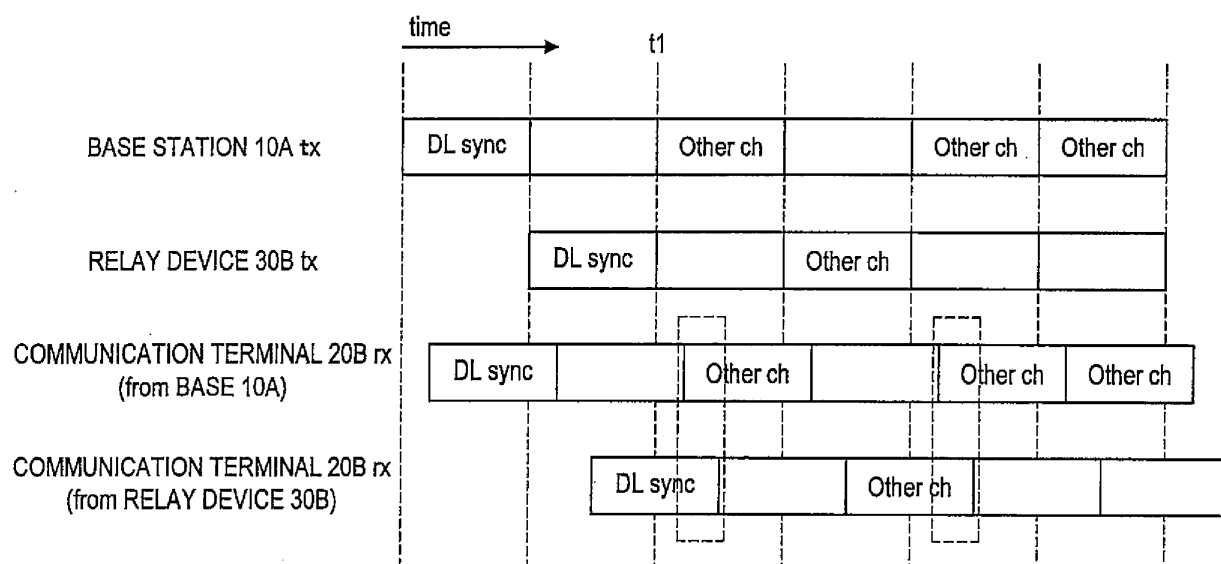 time
t1
BASE STATION 10A tx
DL sync
Other ch
Other ch
Other ch
RELAY DEVICE 30B tx
DL sync
Other ch
COMMUNICATION TERMINAL 20B rx
(from BASE 10A)
DL sync
Other ch
Other ch
Other ch
COMMUNICATION TERMINAL 20B rx
(from RELAY DEVICE 30B)
DL sync
Other ch